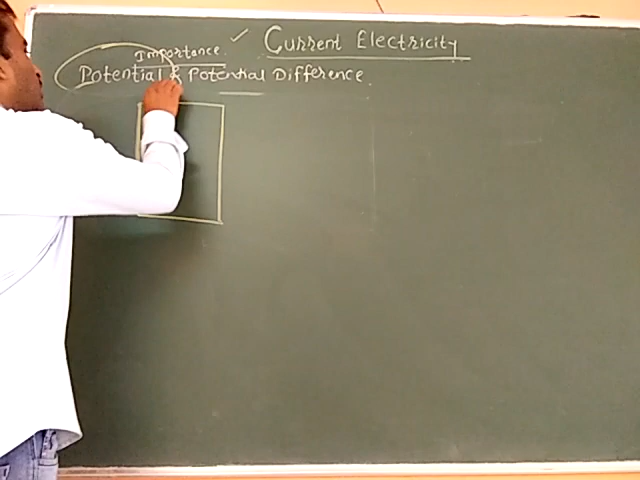 Current Electricity
Importance
Potential & Potential Difference